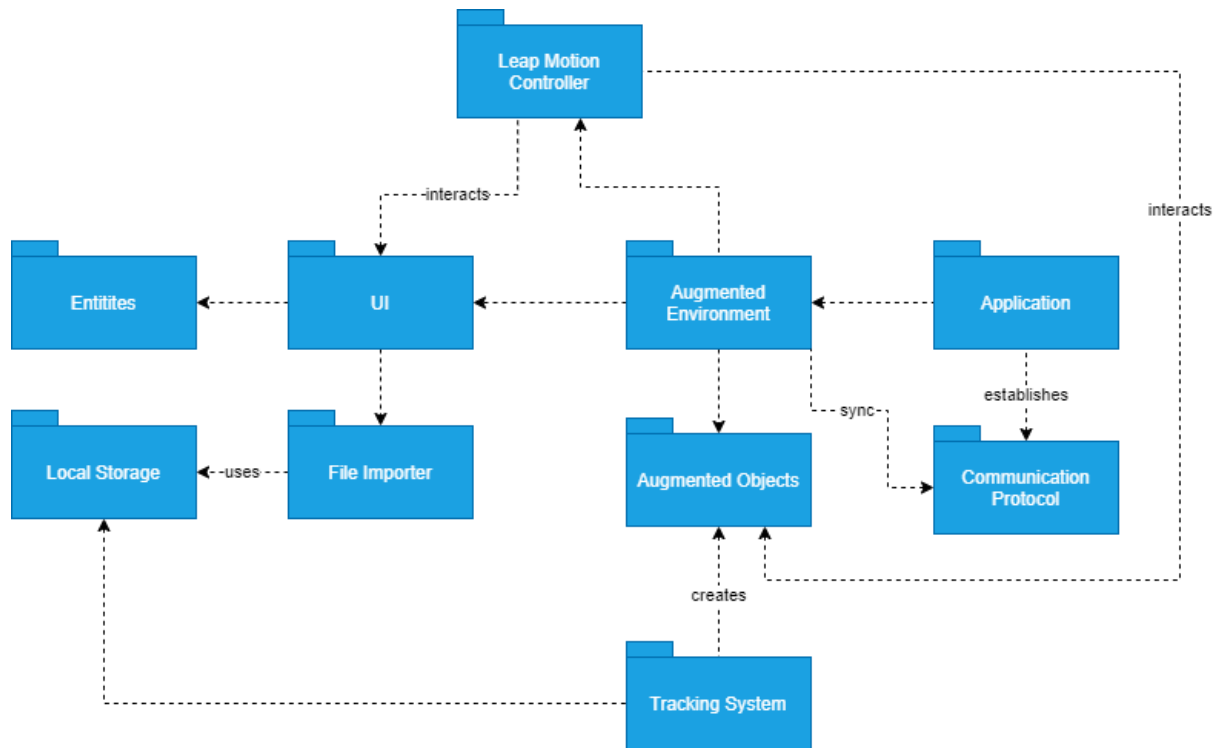 Leap Motion
Controller
interacts
interacts
Entitites
UI
Augmented
Environment
Application
sync
establishes
Local Storage
uses
File Importer
Augmented Objects
Communication
Protocol
creates
Tracking System